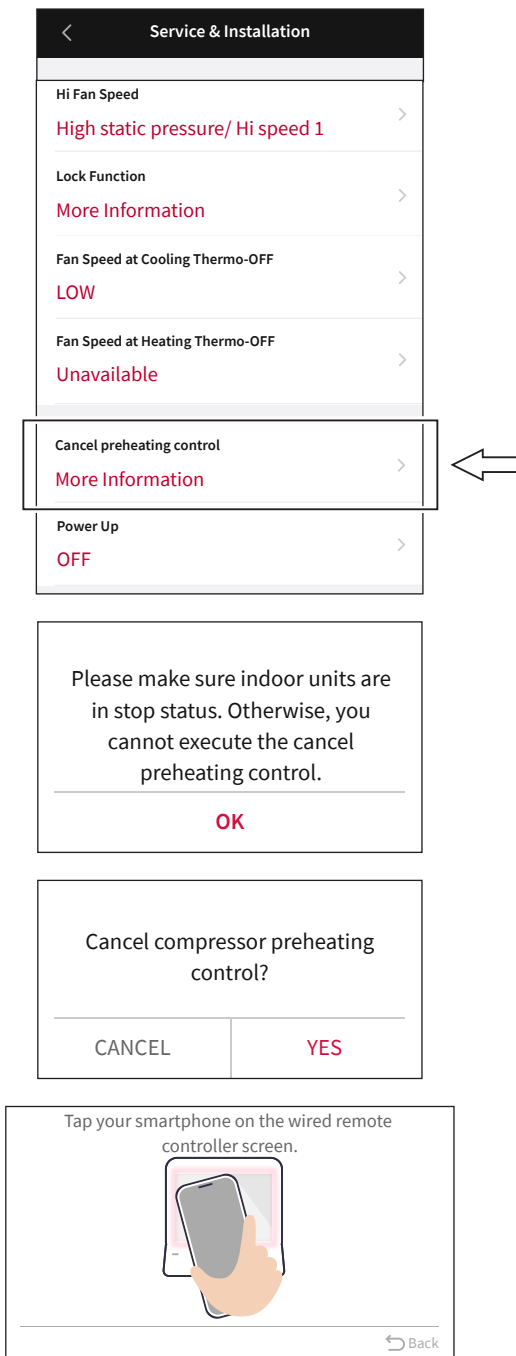 Service & Installation
Hi Fan Speed
High static pressure/ Hi speed 1
Lock Function
More Information
Fan Speed at Cooling Thermo-OFF
LOW
Fan Speed at Heating Thermo-OFF
Unavailable
Cancel preheating control
More Information
Power Up
OFF
Please make sure indoor units are
in stop status. Otherwise, you
cannot execute the cancel
preheating control.
OK
Cancel compressor preheating
control?
CANCEL YES
Tap your smartphone on the wired remote
controller screen.
Back